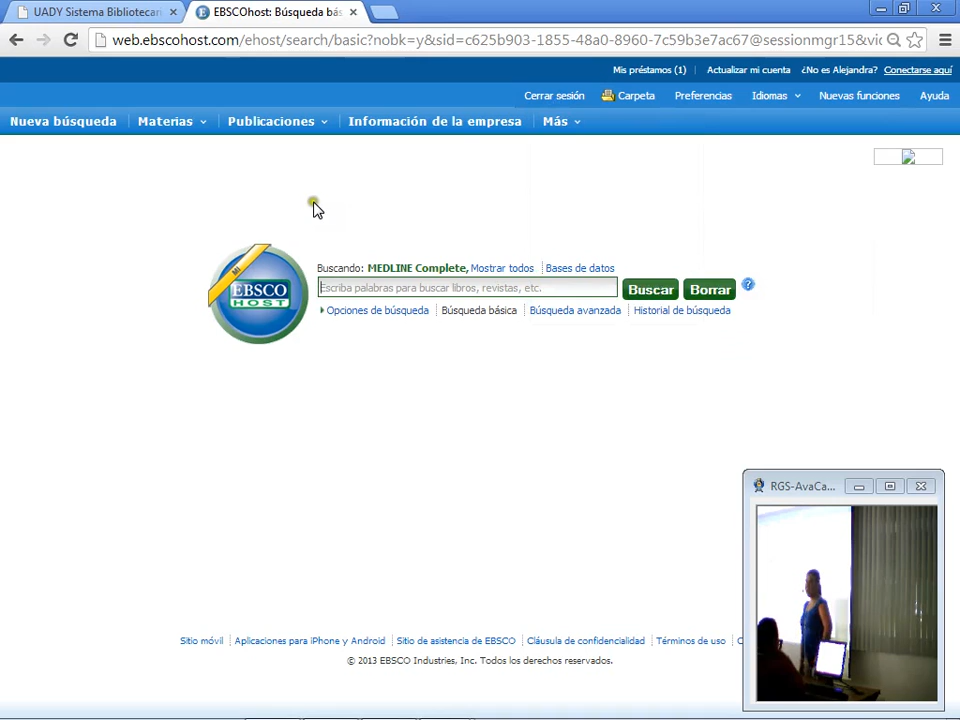 UADY Sistema Bibliotecari
EBSCOhost: Búsqueda bás
web.ebscohost.com/ehost/search/basic?nobk=y&sid=c625b903-1855-48a0-8960-7c59b3e7ac67@sessionmgr15&vid
Mis préstamos (1) Actualizar mi cuenta ¿No es Alejandra? Conectarse aquí
Cerrar sesión Carpeta Preferencias Idiomas Nuevas funciones Ayuda
Nueva búsqueda Materias Publicaciones Información de la empresa Más
MI
EBSCO
HOST
Buscando: MEDLINE Complete, Mostrar todos Bases de datos
Escriba palabras para buscar libros, revistas, etc. Buscar Borrar ?
Opciones de búsqueda Búsqueda básica Búsqueda avanzada Historial de búsqueda
RGS-AvaCa...
Sitio móvil Aplicaciones para iPhone y Android Sitio de asistencia de EBSCO Cláusula de confidencialidad Términos de uso
© 2013 EBSCO Industries, Inc. Todos los derechos reservados.